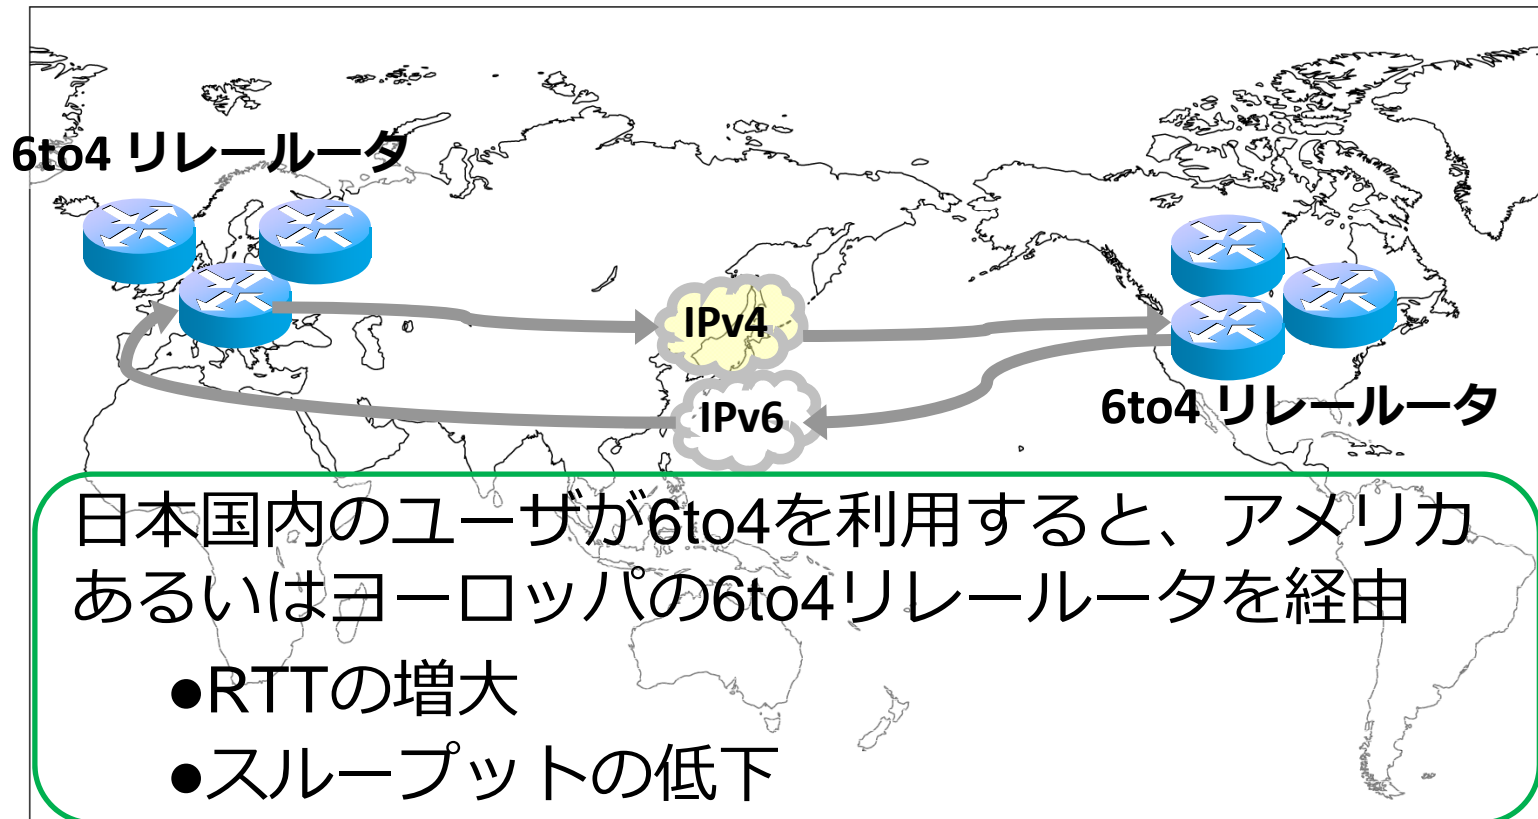 6to4 リレールータ
IPv4
IPv6
6to4 リレールータ
日本国内のユーザが6to4を利用すると、アメリカ
あるいはヨーロッパの6to4リレールータを経由
●RTTの増大
●スループットの低下